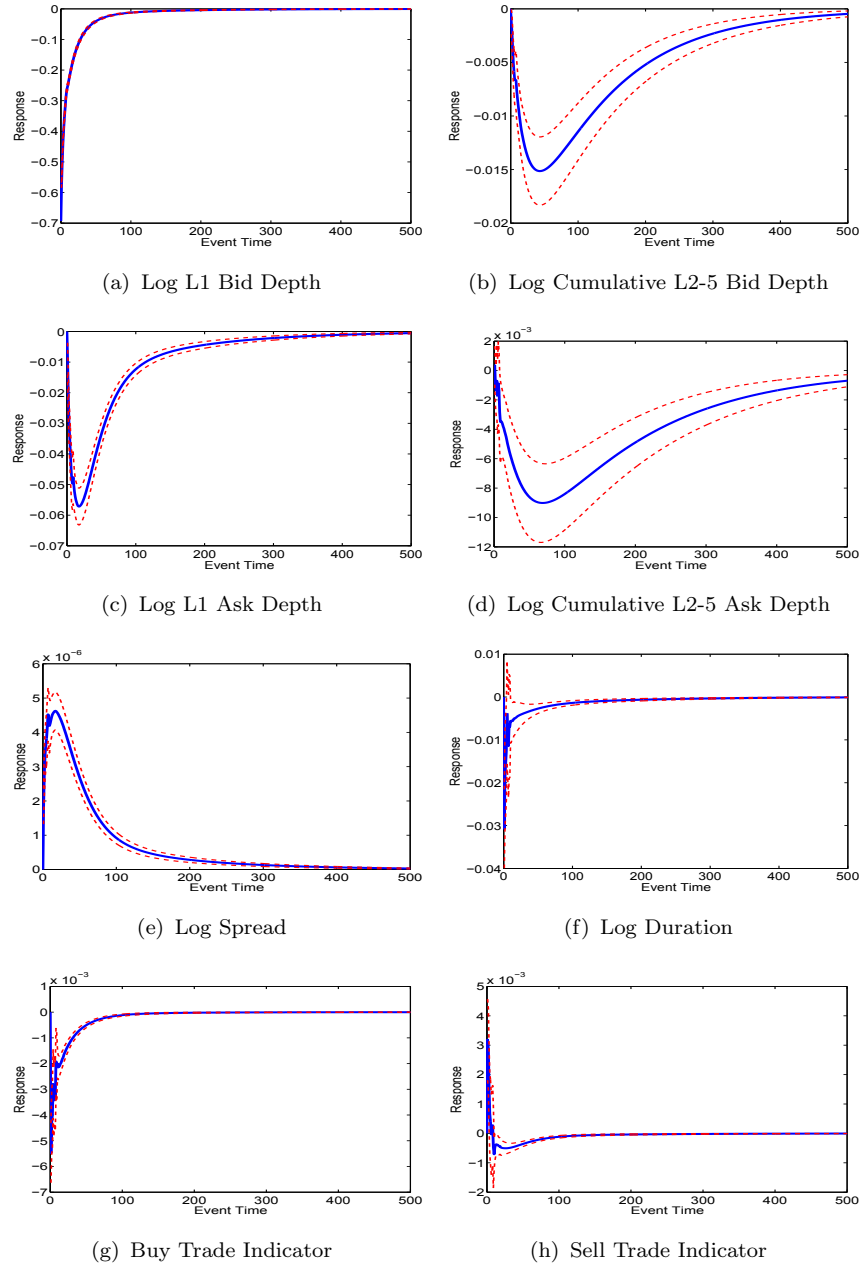 0
−0.1
−0.2
−0.3
−0.4
−0.5
−0.6
−0.7
Response
0 100 200 300 400 500
Event Time
(a) Log L1 Bid Depth
0
−0.005
−0.01
−0.015
−0.02
Response
0 100 200 300 400 500
Event Time
(b) Log Cumulative L2-5 Bid Depth
0
−0.01
−0.02
−0.03
−0.04
−0.05
−0.06
−0.07
Response
0 100 200 300 400 500
Event Time
(c) Log L1 Ask Depth
x 10⁻³
2
0
−2
−4
−6
−8
−10
−12
Response
0 100 200 300 400 500
Event Time
(d) Log Cumulative L2-5 Ask Depth
x 10⁻⁶
6
5
4
3
2
1
0
Response
0 100 200 300 400 500
Event Time
(e) Log Spread
0.01
0
−0.01
−0.02
−0.03
−0.04
Response
0 100 200 300 400 500
Event Time
(f) Log Duration
x 10⁻³
1
0
−1
−2
−3
−4
−5
−6
−7
Response
0 100 200 300 400 500
Event Time
(g) Buy Trade Indicator
x 10⁻³
5
4
3
2
1
0
−1
−2
Response
0 100 200 300 400 500
Event Time
(h) Sell Trade Indicator